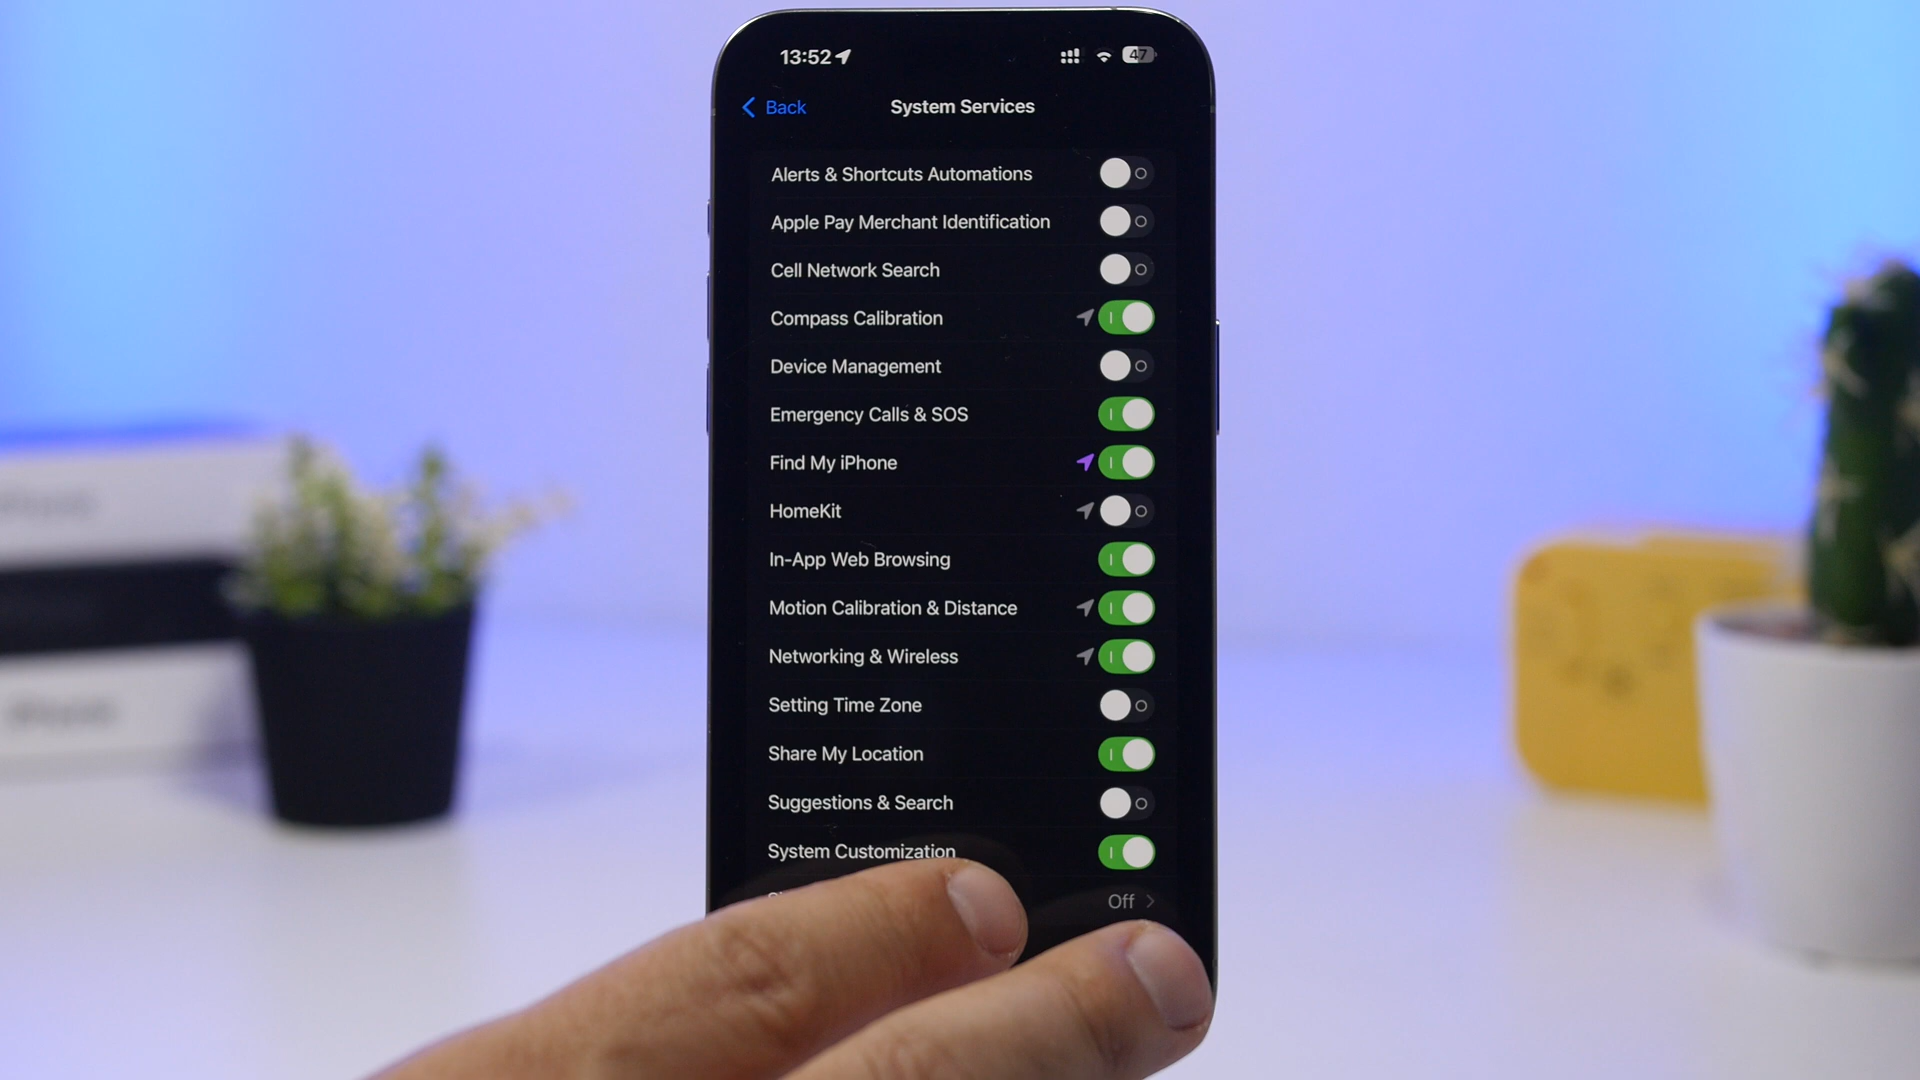 13:52
47
Back
System Services
Alerts & Shortcuts Automations
Apple Pay Merchant Identification
Cell Network Search
Compass Calibration
Device Management
Emergency Calls & SOS
Find My iPhone
HomeKit
In-App Web Browsing
Motion Calibration & Distance
Networking & Wireless
Setting Time Zone
Share My Location
Suggestions & Search
System Customization
Off